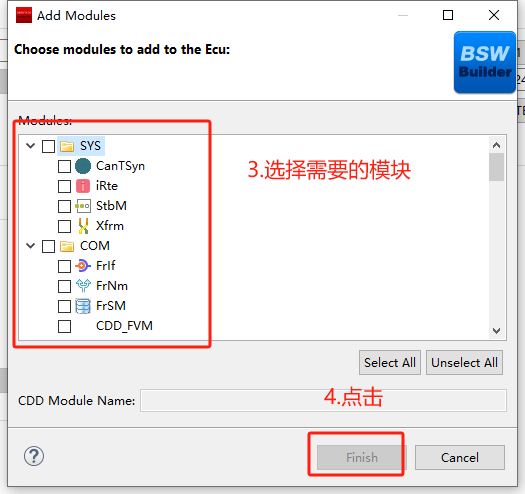 Add Modules
Choose modules to add to the Ecu:
BSW
Builder
Modules:
SYS
CanTSyn
iRte
StbM
Xfrm
COM
FrIf
FrNm
FrSM
CDD_FVM
3.选择需要的模块
Select All
Unselect All
4.点击
CDD Module Name:
?
Finish
Cancel